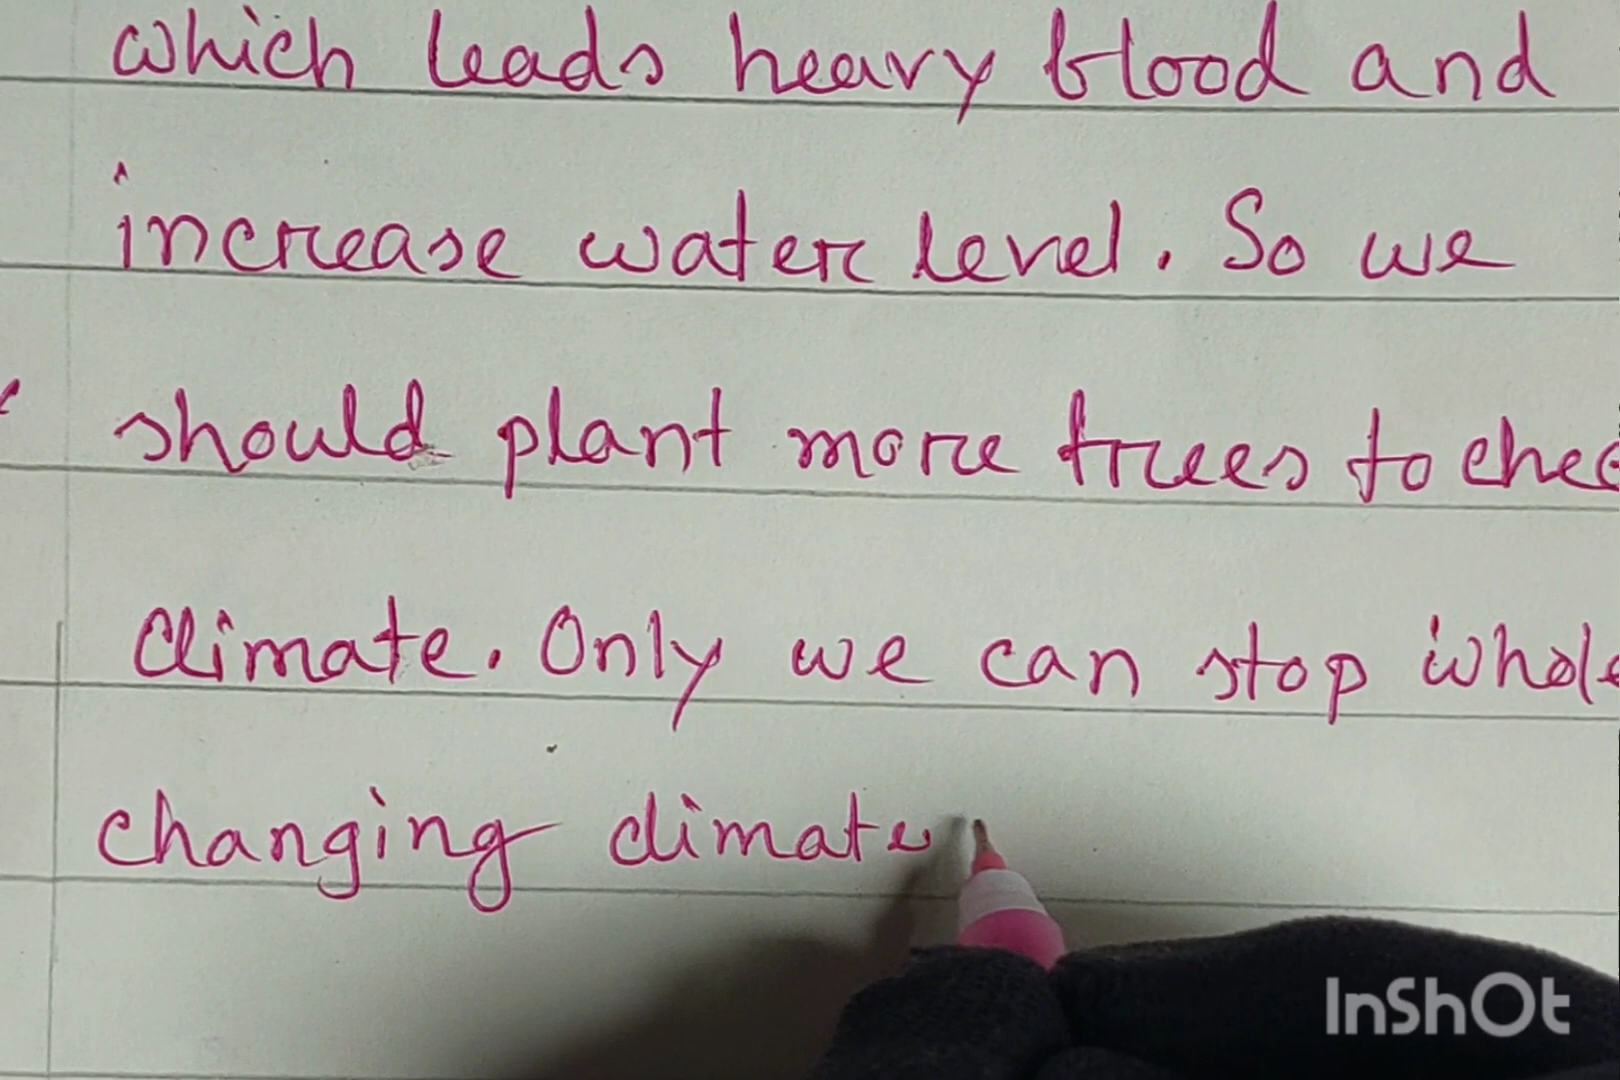 which leads heavy blood and
increase water level. So we
should plant more trees to chec
climate. Only we can stop whole
changing climate
InShOt